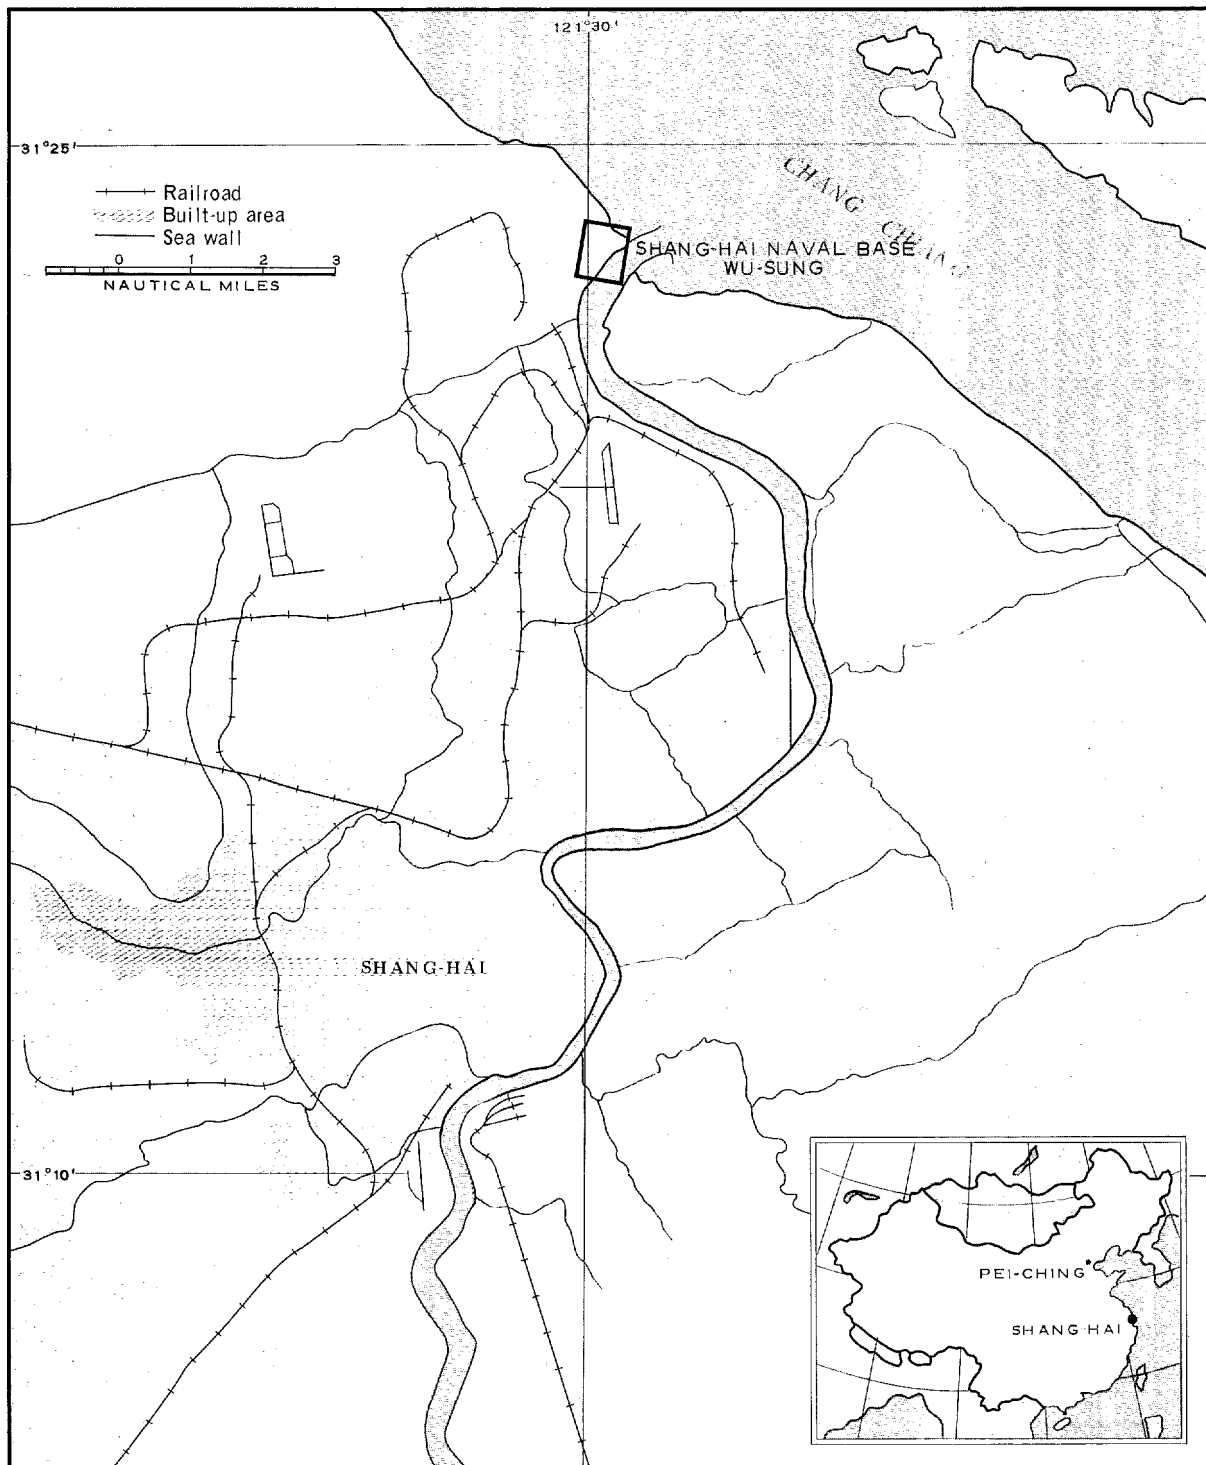 121°30'
31°25'
CHANG CHIANG
Railroad
Built-up area
Sea wall
0 1 2 3
NAUTICAL MILES
SHANG-HAI NAVAL BASE
WU-SUNG
SHANG-HAI
31°10'
PEI-CHING
SHANG HAI